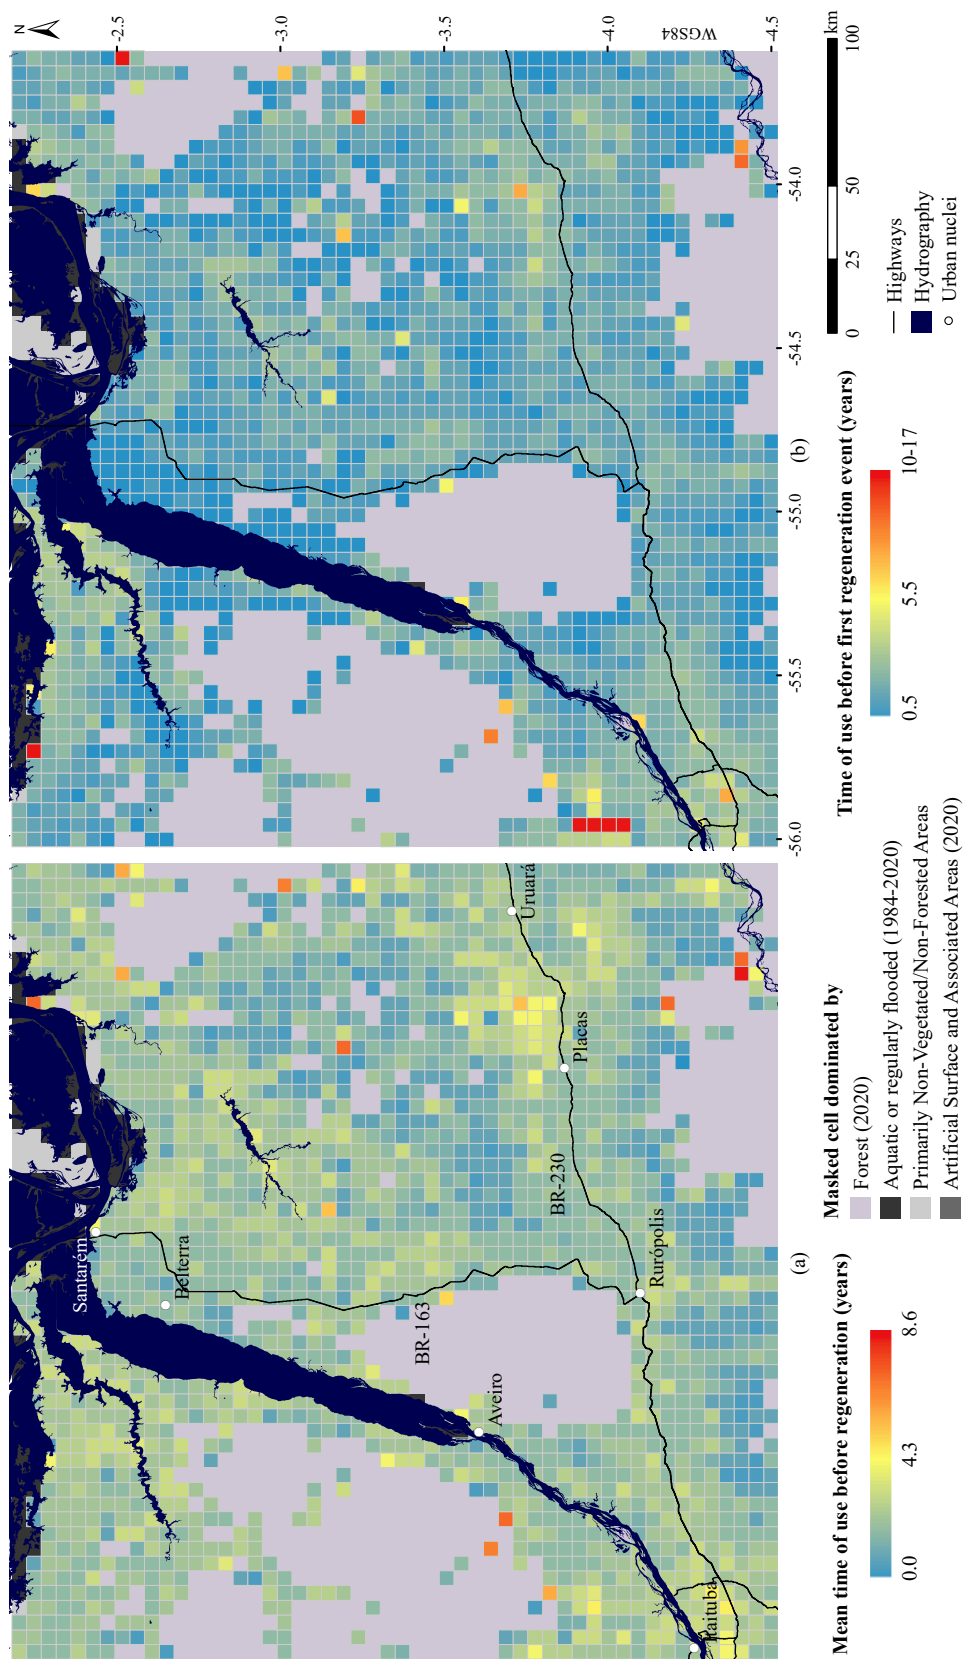 N
-2.5
-3.0
-3.5
-4.0
-4.5
WGS84
Santarém
Belterra
BR-163
Aveiro
BR-230
Rurópolis
Placas
Uruará
Itaituba
(a)
-56.0
-55.5
-55.0
-54.5
-54.0
(b)
Mean time of use before regeneration (years)
0.0
4.3
8.6
Masked cell dominated by
Forest (2020)
Aquatic or regularly flooded (1984-2020)
Primarily Non-Vegetated/Non-Forested Areas
Artificial Surface and Associated Areas (2020)
Time of use before first regeneration event (years)
0.5
5.5
10-17
0
25
50
100
km
Highways
Hydrography
Urban nuclei